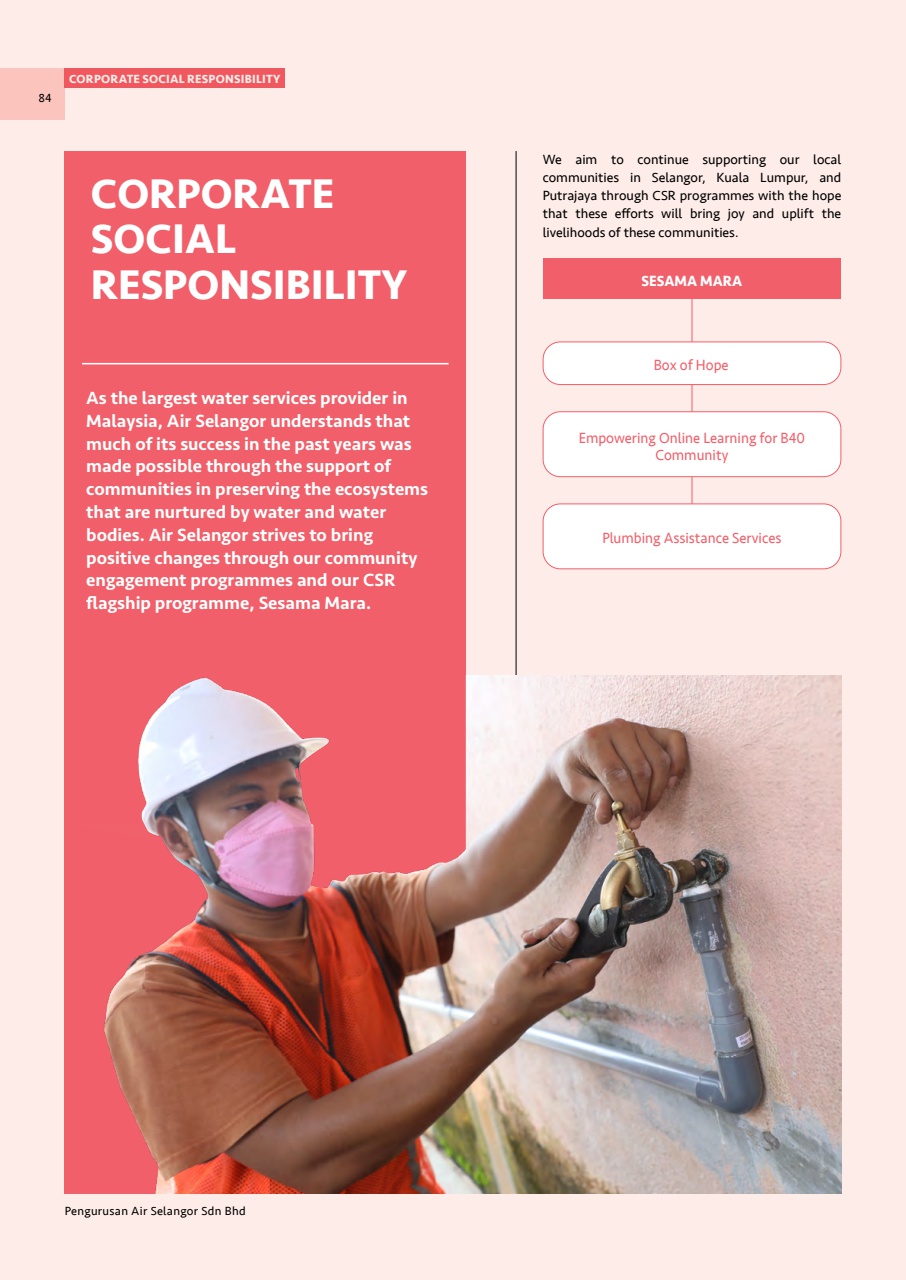 CORPORATE SOCIAL RESPONSIBILITY
84
CORPORATE
SOCIAL
RESPONSIBILITY
As the largest water services provider in
Malaysia, Air Selangor understands that
much of its success in the past years was
made possible through the support of
communities in preserving the ecosystems
that are nurtured by water and water
bodies. Air Selangor strives to bring
positive changes through our community
engagement programmes and our CSR
flagship programme, Sesama Mara.
We aim to continue supporting our local
communities in Selangor, Kuala Lumpur, and
Putrajaya through CSR programmes with the hope
that these efforts will bring joy and uplift the
livelihoods of these communities.
SESAMA MARA
Box of Hope
Empowering Online Learning for B40
Community
Plumbing Assistance Services
Pengurusan Air Selangor Sdn Bhd